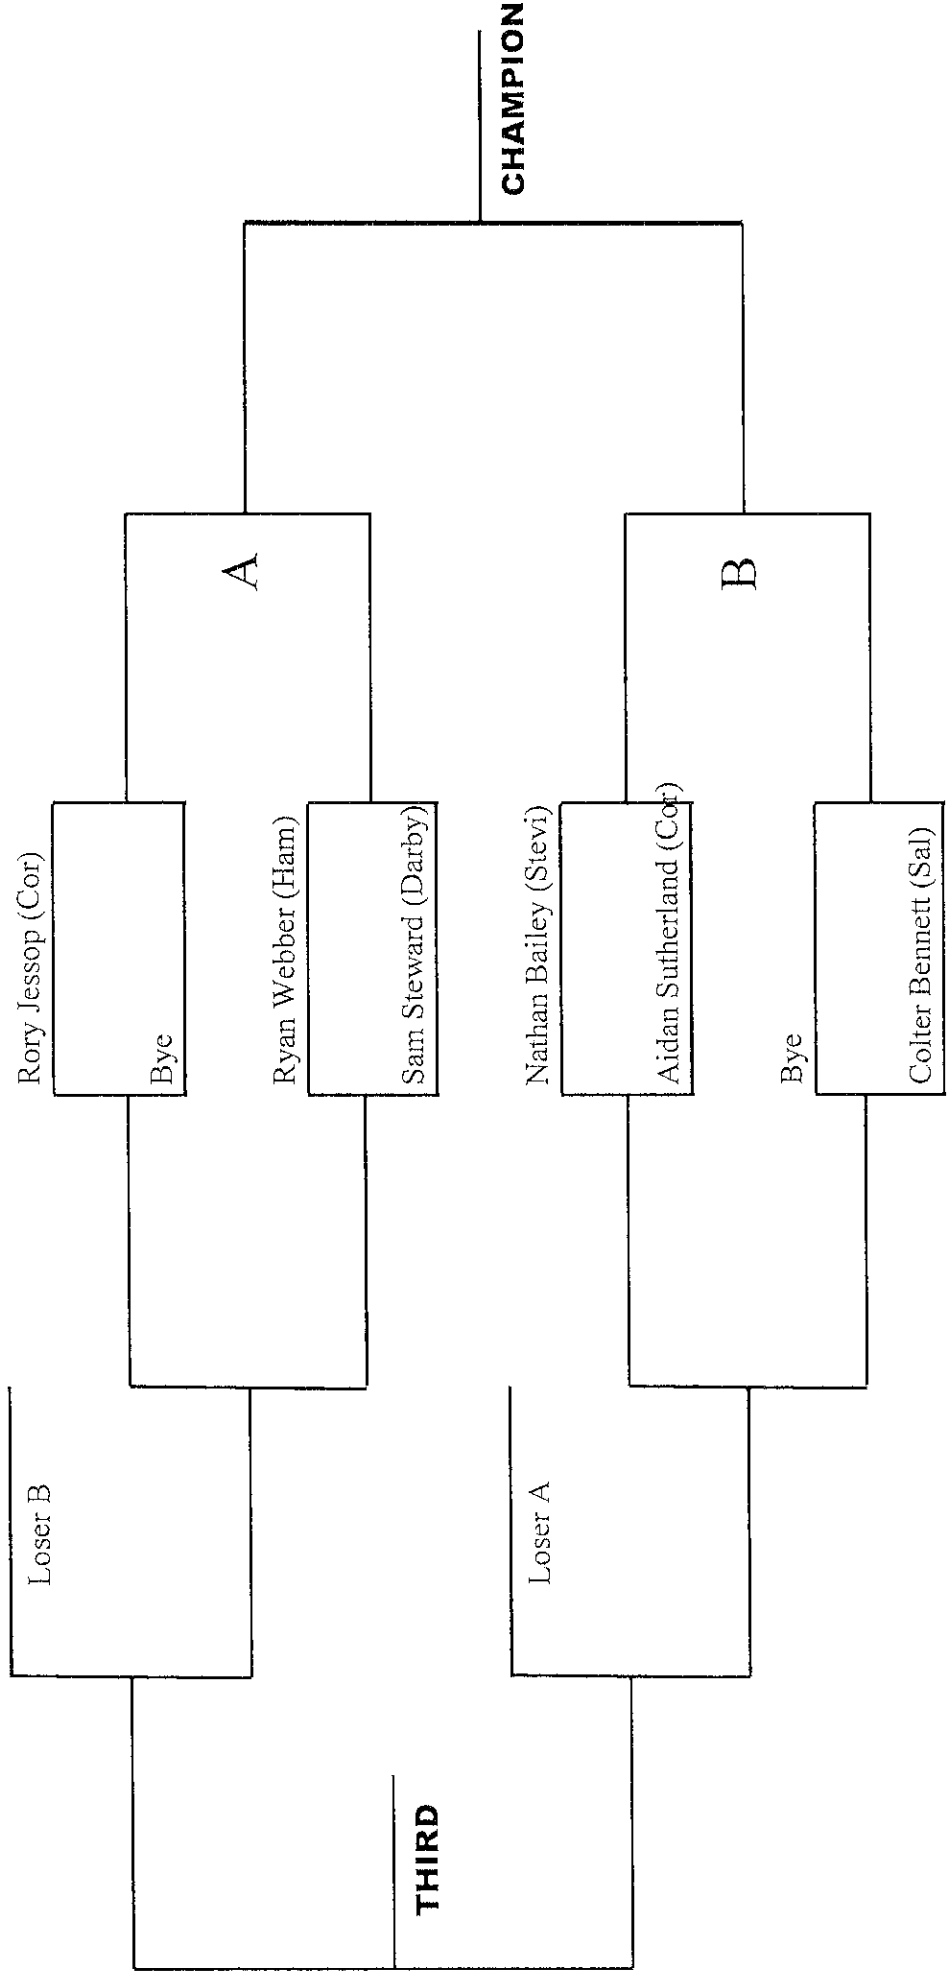 Rory Jessop (Cor)
Bye
A
Ryan Webber (Ham)
Sam Steward (Darby)
CHAMPION
Nathan Bailey (Stevi)
Aidan Sutherland (Cor)
B
Bye
Colter Bennett (Sal)
Loser B
Loser A
THIRD